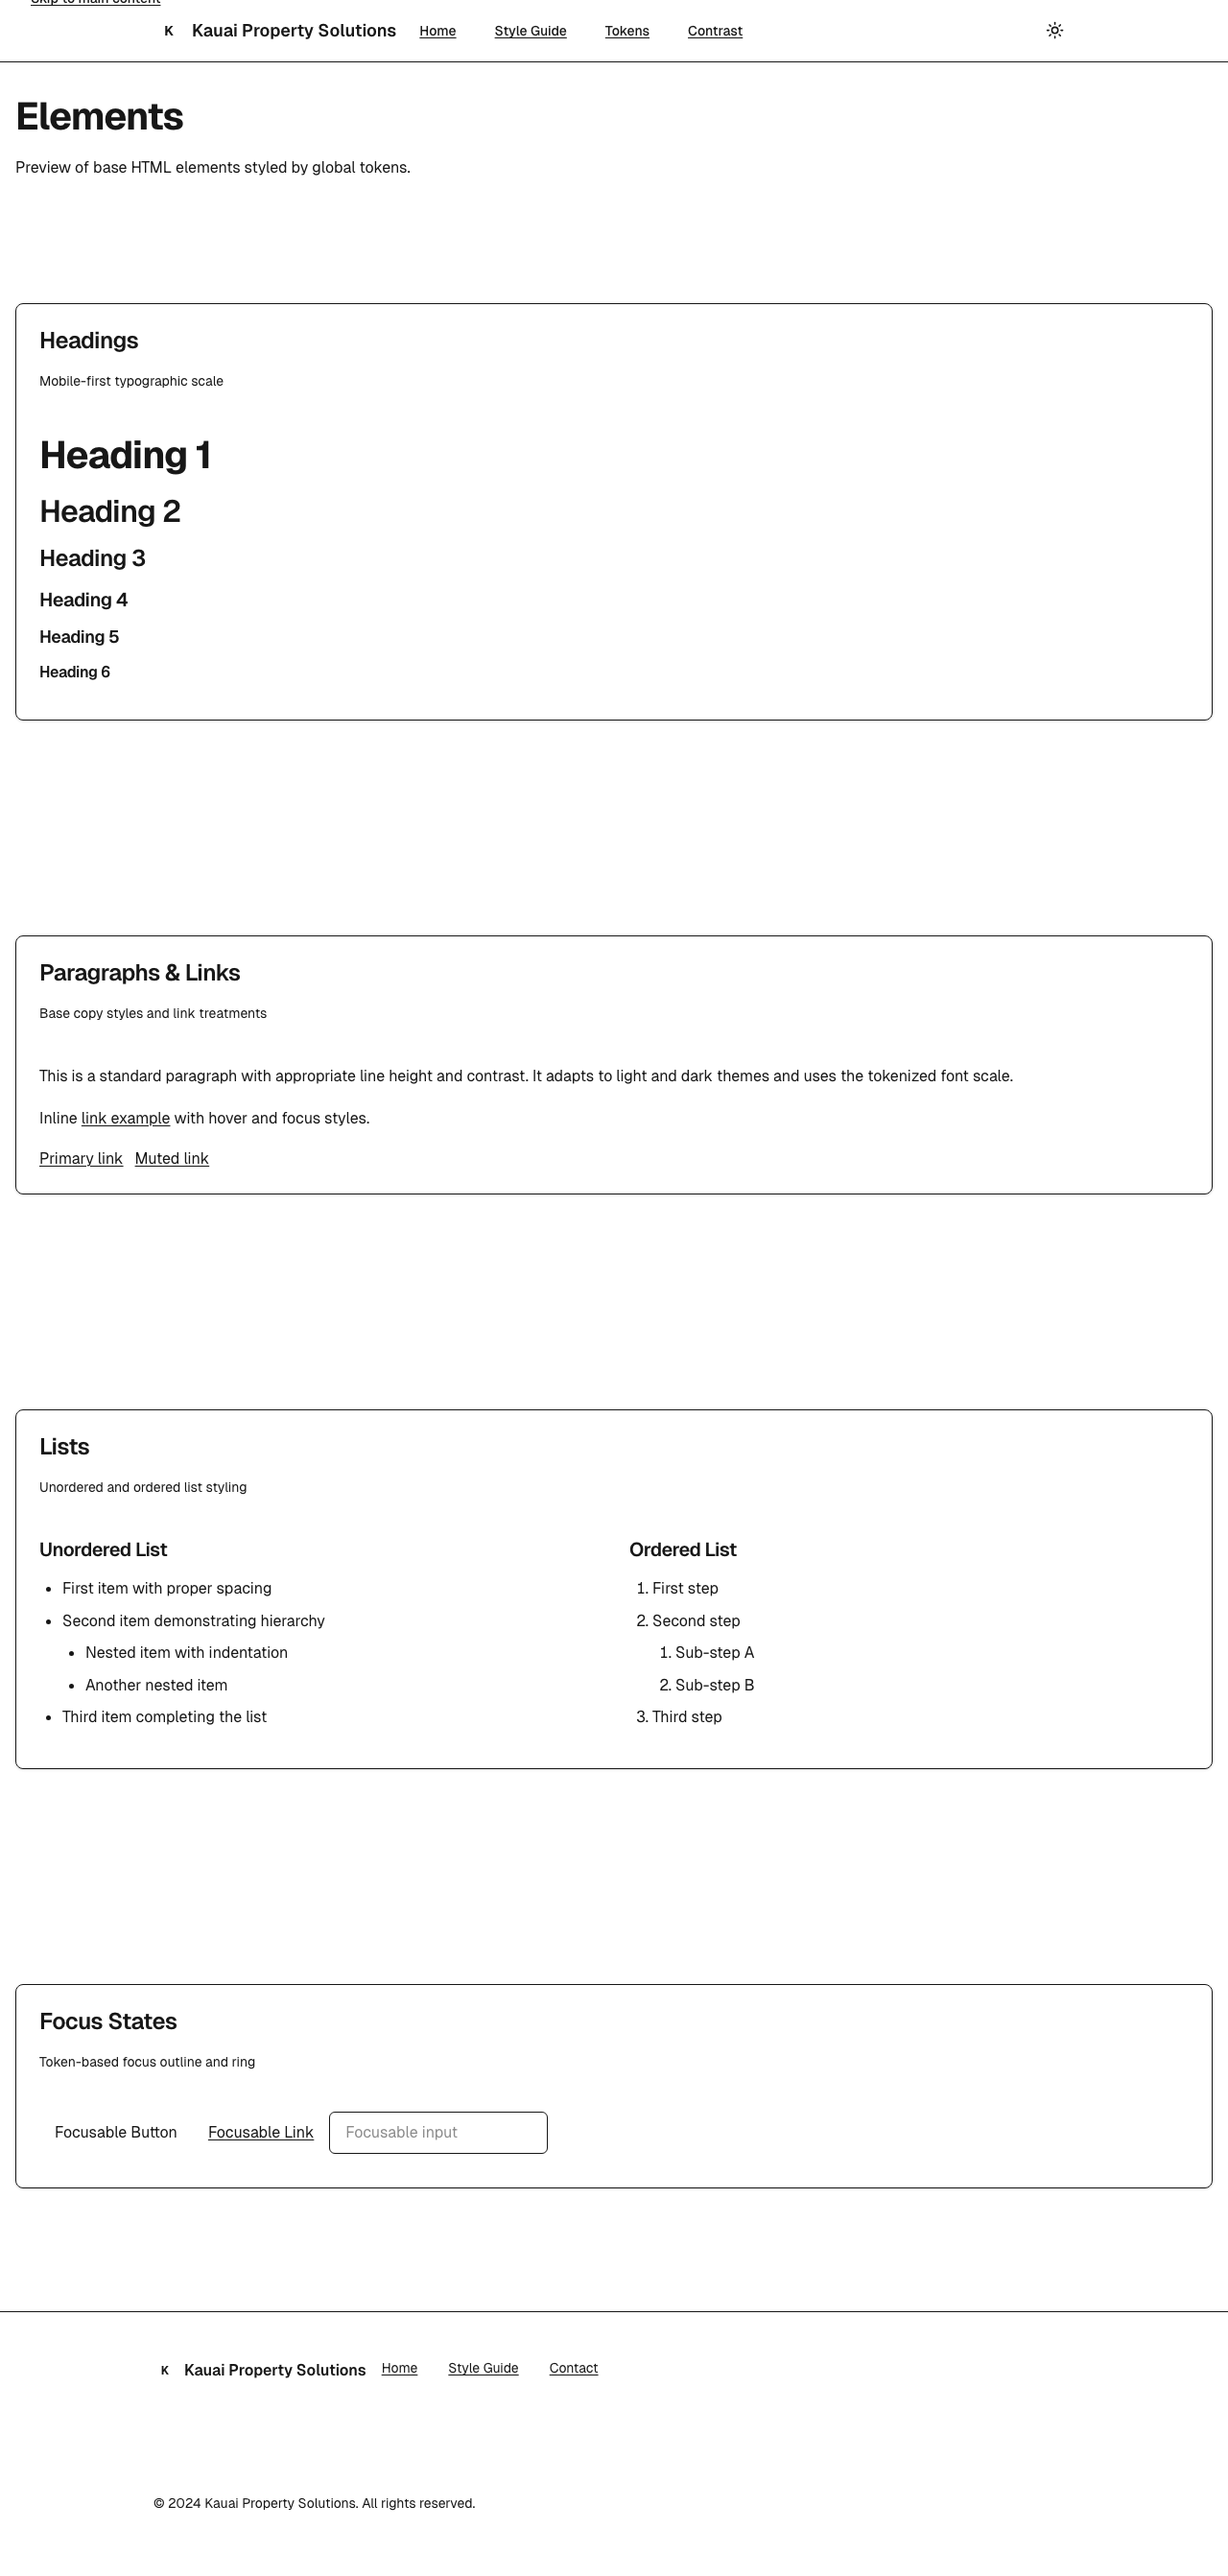 Skip to main content
K Kauai Property Solutions Home Style Guide Tokens Contrast
Elements
Preview of base HTML elements styled by global tokens.
Headings
Mobile-first typographic scale
Heading 1
Heading 2
Heading 3
Heading 4
Heading 5
Heading 6
Paragraphs & Links
Base copy styles and link treatments
This is a standard paragraph with appropriate line height and contrast. It adapts to light and dark themes and uses the tokenized font scale.
Inline link example with hover and focus styles.
Primary link Muted link
Lists
Unordered and ordered list styling
Unordered List
• First item with proper spacing
• Second item demonstrating hierarchy
• Nested item with indentation
• Another nested item
• Third item completing the list
Ordered List
1. First step
2. Second step
1. Sub-step A
2. Sub-step B
3. Third step
Focus States
Token-based focus outline and ring
Focusable Button Focusable Link Focusable input
K Kauai Property Solutions Home Style Guide Contact
© 2024 Kauai Property Solutions. All rights reserved.